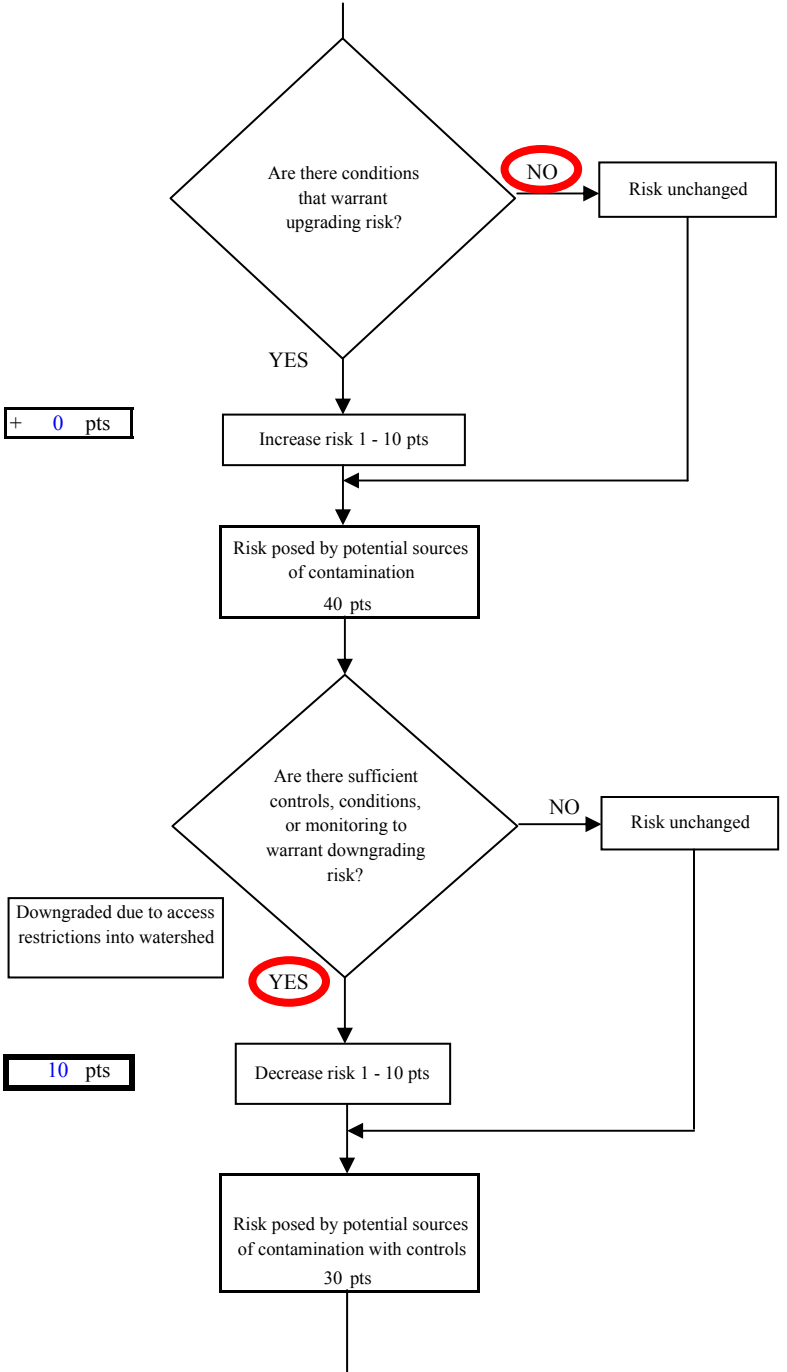 Are there conditions
that warrant
upgrading risk?
NO
Risk unchanged
YES
+ 0 pts
Increase risk 1 - 10 pts
Risk posed by potential sources
of contamination
40 pts
Are there sufficient
controls, conditions,
or monitoring to
warrant downgrading
risk?
NO
Risk unchanged
Downgraded due to access
restrictions into watershed
YES
10 pts
Decrease risk 1 - 10 pts
Risk posed by potential sources
of contamination with controls
30 pts